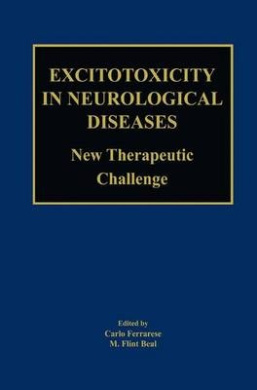 EXCITOTOXICITY
IN NEUROLOGICAL
DISEASES
New Therapeutic
Challenge
Edited by
Carlo Ferrarese
M. Flint Beal